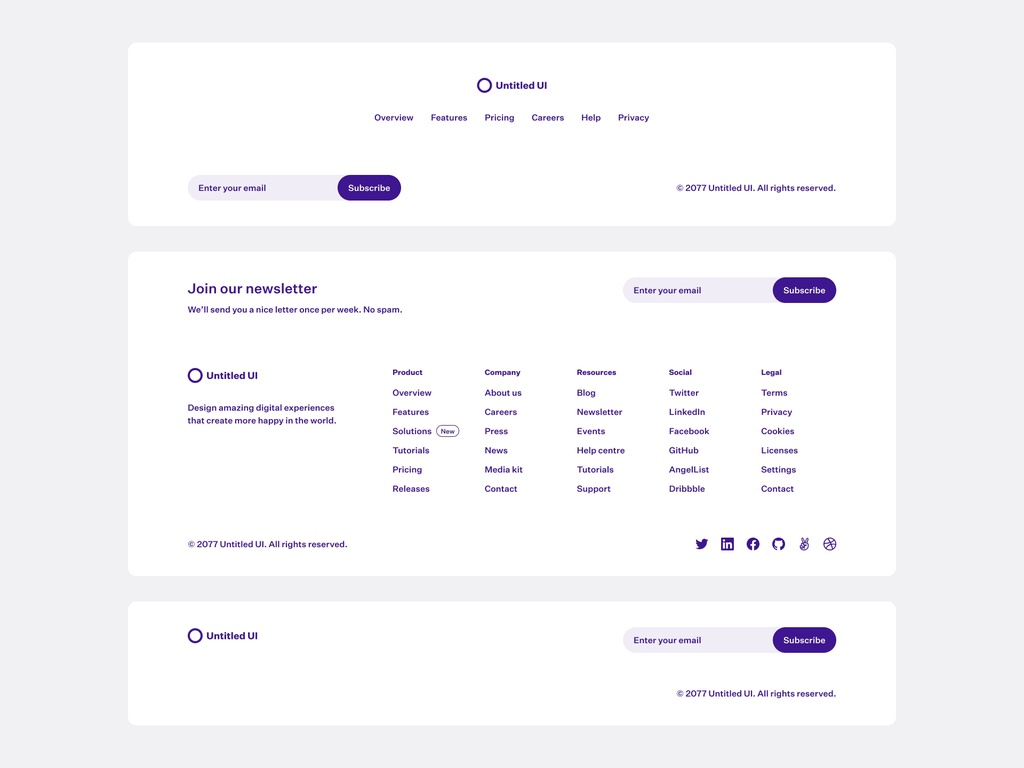 Untitled UI
Overview Features Pricing Careers Help Privacy
Enter your email Subscribe © 2077 Untitled UI. All rights reserved.
Join our newsletter
We'll send you a nice letter once per week. No spam.
Enter your email Subscribe
Untitled UI
Design amazing digital experiences
that create more happy in the world.
Product
Overview
Features
Solutions New
Tutorials
Pricing
Releases
Company
About us
Careers
Press
News
Media kit
Contact
Resources
Blog
Newsletter
Events
Help centre
Tutorials
Support
Social
Twitter
LinkedIn
Facebook
GitHub
AngelList
Dribbble
Legal
Terms
Privacy
Cookies
Licenses
Settings
Contact
© 2077 Untitled UI. All rights reserved.
Untitled UI
Enter your email Subscribe
© 2077 Untitled UI. All rights reserved.